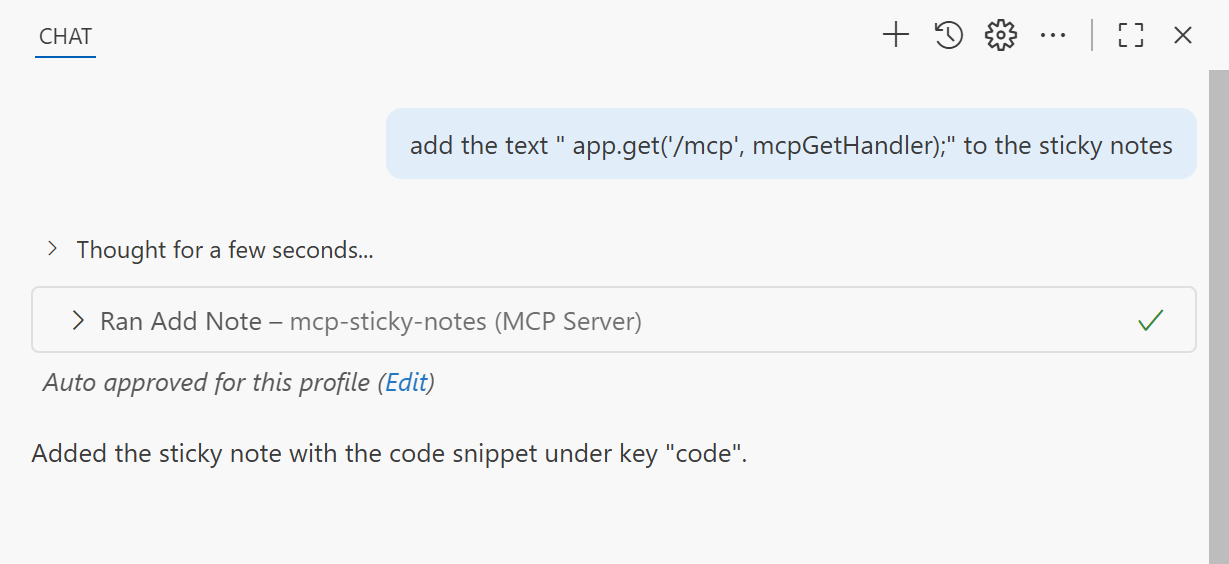 CHAT
add the text " app.get('/mcp', mcpGetHandler);" to the sticky notes
Thought for a few seconds...
Ran Add Note – mcp-sticky-notes (MCP Server)
Auto approved for this profile (Edit)
Added the sticky note with the code snippet under key "code".